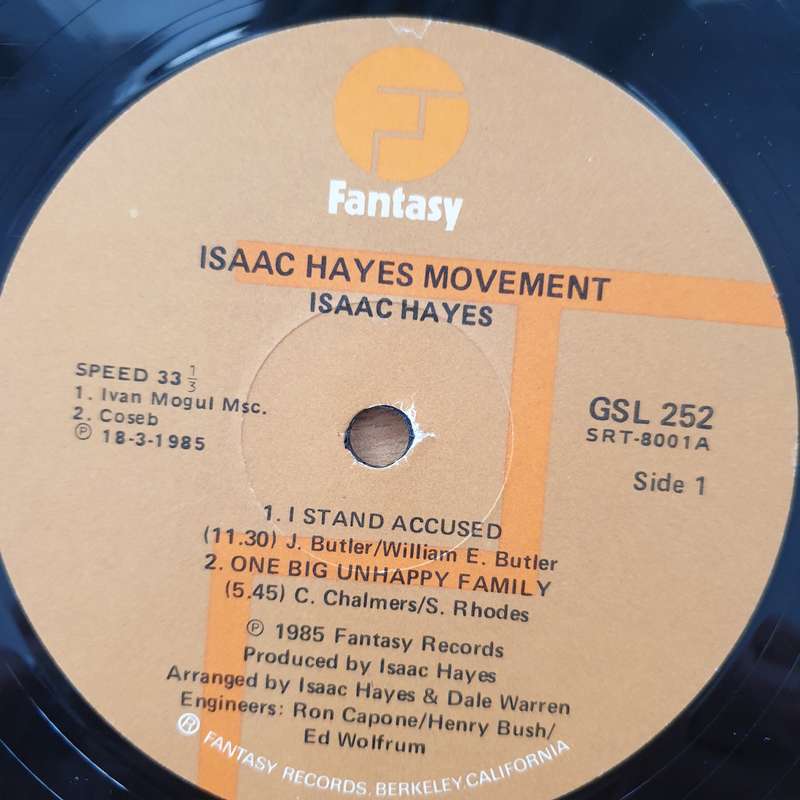 Fantasy
ISAAC HAYES MOVEMENT
ISAAC HAYES
SPEED 33 1/3
1. Ivan Mogul Msc.
2. Coseb
℗ 18-3-1985
GSL 252
SRT-8001A
Side 1
1. I STAND ACCUSED
(11.30) J. Butler/William E. Butler
2. ONE BIG UNHAPPY FAMILY
(5.45) C. Chalmers/S. Rhodes
℗ 1985 Fantasy Records
Produced by Isaac Hayes
Arranged by Isaac Hayes & Dale Warren
Engineers: Ron Capone/Henry Bush/
Ed Wolfrum
® FANTASY RECORDS. BERKELEY.CALIFORNIA